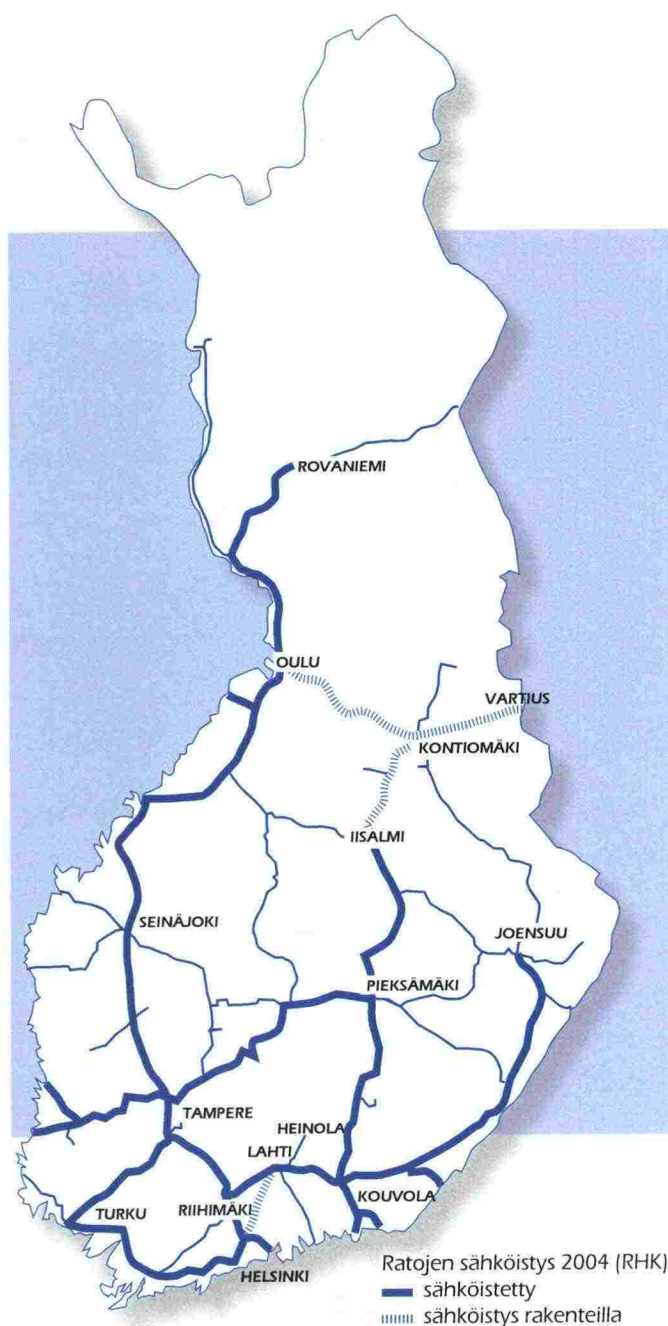 ROVANIEMI
OULU
VARTIUS
KONTIOMÄKI
IISALMI
SEINÄJOKI
JOENSUU
PIEKSÄMÄKI
TAMPERE
HEINOLA
LAHTI
KOUVOLA
TURKU
RIIHIMÄKI
HELSINKI
Ratojen sähköistys 2004 (RHK)
sähköistetty
sähköistys rakenteilla